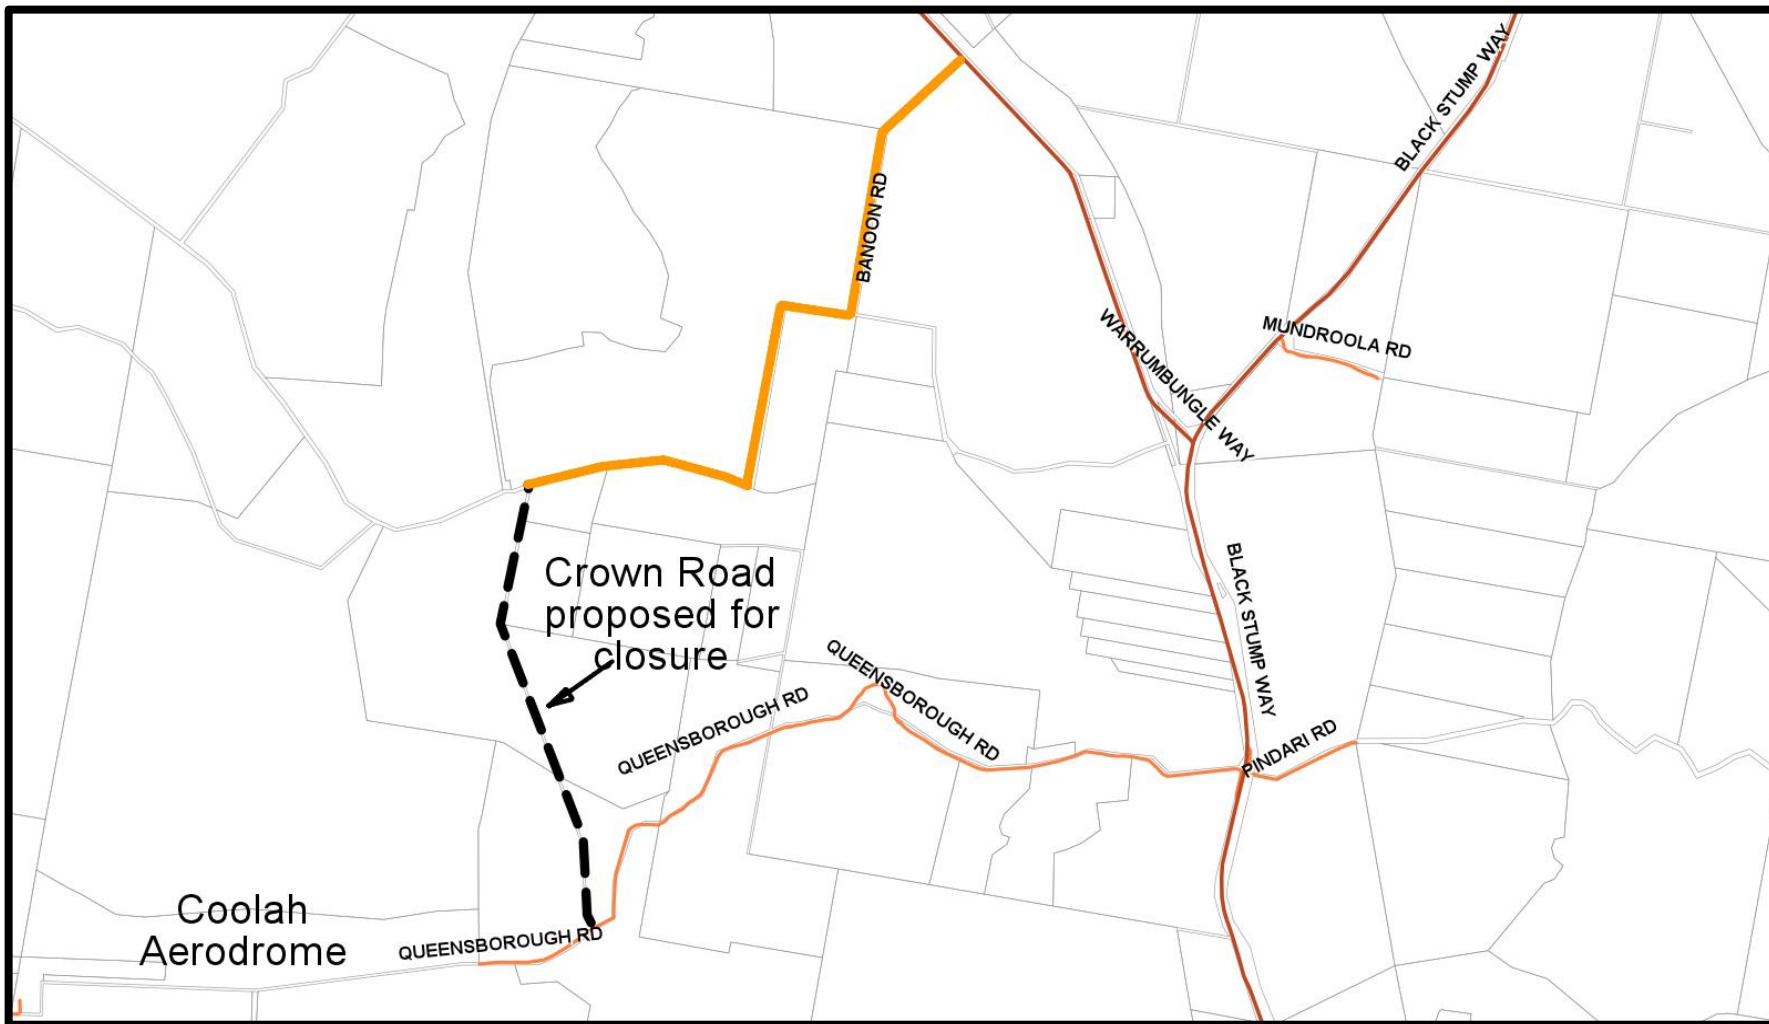 BLACK STUMP WAY
BANOON RD
WARRUMBUNGLE WAY
MUNDROOLA RD
Crown Road
proposed for
closure
BLACK STUMP WAY
QUEENSBOROUGH RD
QUEENSBOROUGH RD
PINDARI RD
Coolah
Aerodrome
QUEENSBOROUGH RD